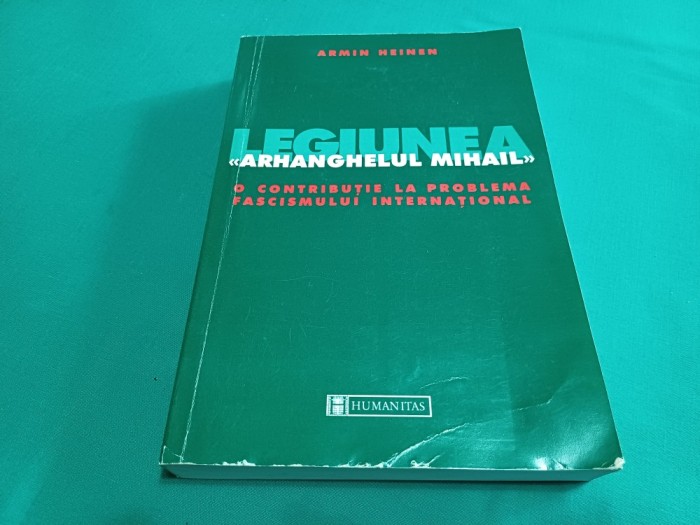 ARMIN HEINEN
LEGIUNEA
«ARHANGHELUL MIHAIL»
O CONTRIBUȚIE LA PROBLEMA
FASCISMULUI INTERNAȚIONAL
HUMANITAS